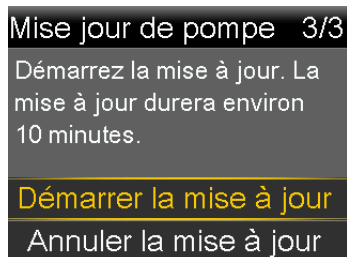 Mise jour de pompe 3/3
Démarrez la mise à jour. La
mise à jour durera environ
10 minutes.
Démarrer la mise à jour
Annuler la mise à jour